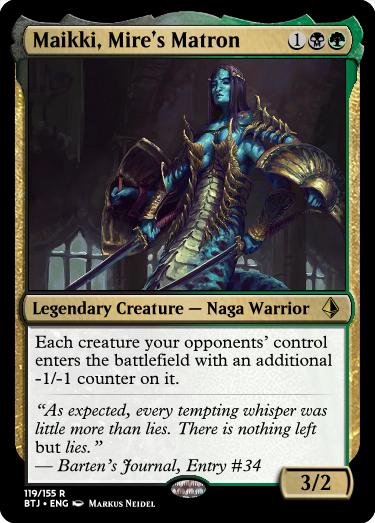 Maikki, Mire's Matron 1
Legendary Creature — Naga Warrior
Each creature your opponents' control
enters the battlefield with an additional
-1/-1 counter on it.
"As expected, every tempting whisper was
little more than lies. There is nothing left
but lies."
— Barten's Journal, Entry #34
3/2
119/155 R
BTJ • ENG Markus Neidel